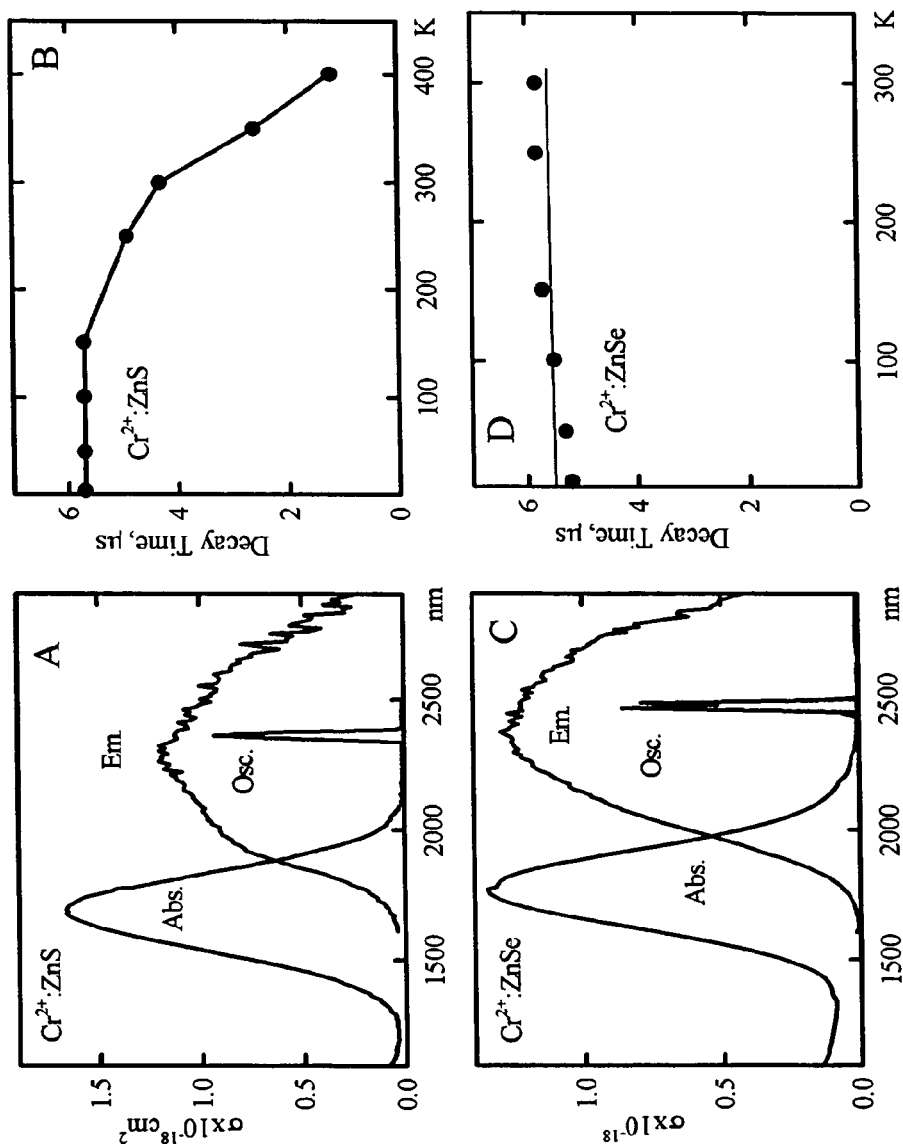 A
Cr²⁺:ZnS
Em.
Abs.
Osc.
σx10⁻¹⁸cm²
1.5
1.0
0.5
0.0
1500
2000
2500
nm
B
Cr²⁺:ZnS
Decay Time, μs
6
4
2
0
100
200
300
400
K
C
Cr²⁺:ZnSe
Em.
Abs.
Osc.
σx10⁻¹⁸
1.0
0.5
0.0
1500
2000
2500
nm
D
Cr²⁺:ZnSe
Decay Time, μs
6
4
2
0
100
200
300
K